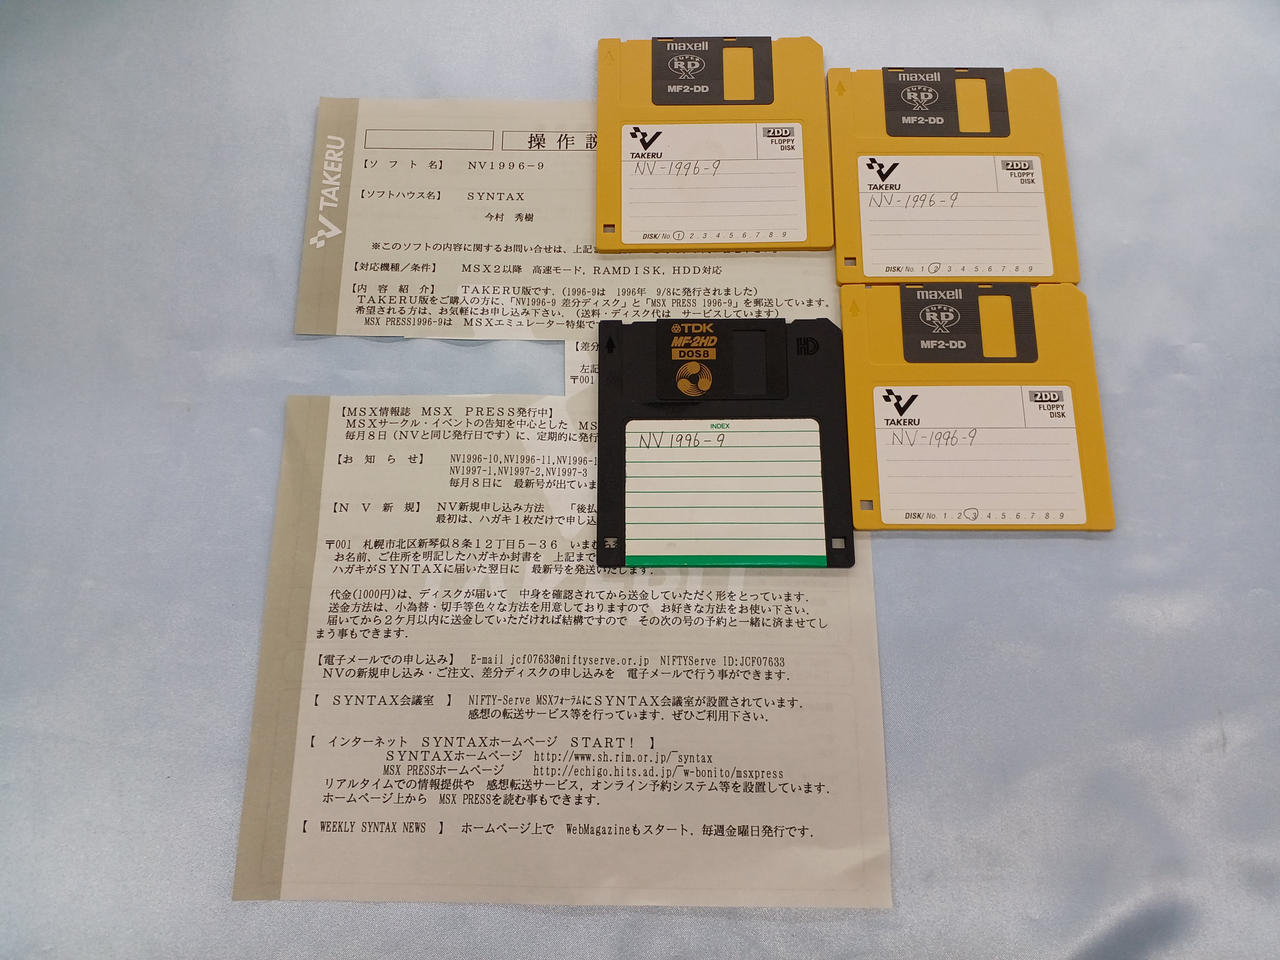 TAKERU
操作説
【ソフト名】 NV1996-9
【ソフトハウス名】 SYNTAX
今村 秀樹
※このソフトの内容に関するお問い合せは、上記ま
【対応機種/条件】 MSX2以降 高速モード，RAMDISK，HDD対応
【内容紹介】 TAKERU版です．(1996-9は 1996年 9/8に発行されました)
TAKERU版をご購入の方に、「NV1996-9 差分ディスク」と「MSX PRESS 1996-9」を郵送しています．
希望される方は、お気軽にお申し込み下さい．（送料・ディスク代は サービスしています）
MSX PRESS1996-9は MSXエミュレーター特集で
【差分
左記
〒001
【MSX情報誌 MSX PRESS発行中】
MSXサークル・イベントの告知を中心とした MS
毎月8日（NVと同じ発行日です）に、定期的に発行
【お知らせ】 NV1996-10,NV1996-11,NV1996-1
NV1997-1,NV1997-2,NV1997-3
毎月8日に 最新号が出ていま
【NV新規】 NV新規申し込み方法 「後払
最初は、ハガキ1枚だけで申し込
〒001 札幌市北区新琴似8条12丁目5-36 いまむ
お名前、ご住所を明記したハガキか封書を 上記まで
ハガキがSYNTAXに届いた翌日に 最新号を発送いたします．
代金(1000円)は、ディスクが届いて 中身を確認されてから送金していただく形をとっています．
送金方法は、小為替・切手等色々な方法を用意しておりますので お好きな方法をお使い下さい．
届いてから2ケ月以内に送金していただければ結構ですので その次の号の予約と一緒に済ませてし
まう事もできます．
【電子メールでの申し込み】 E-mail jcf07633@niftyserve.or.jp NIFTYServe ID:JCF07633
NVの新規申し込み・ご注文、差分ディスクの申し込みを 電子メールで行う事ができます．
【 SYNTAX会議室 】 NIFTY-Serve MSXﾌｫｰﾗﾑにSYNTAX会議室が設置されています．
感想の転送サービス等を行っています．ぜひご利用下さい．
【 インターネット SYNTAXホームページ START！ 】
SYNTAXホームページ http://www.sh.rim.or.jp/~syntax
MSX PRESSホームページ http://echigo.hits.ad.jp/~w-bonito/msxpress
リアルタイムでの情報提供や 感想転送サービス，オンライン予約システム等を設置しています．
ホームページ上から MSX PRESSを読む事もできます．
【 WEEKLY SYNTAX NEWS 】 ホームページ上で WebMagazineもスタート．毎週金曜日発行です．
maxell
SUPER
RD
X
MF2-DD
TAKERU
2DD
FLOPPY
DISK
NV-1996-9
DISK/No. 1 . 2 . 3 . 4 . 5 . 6 . 7 . 8 . 9
maxell
SUPER
RD
X
MF2-DD
TAKERU
2DD
FLOPPY
DISK
NV-1996-9
DISK/No. 1 . 2 . 3 . 4 . 5 . 6 . 7 . 8 . 9
maxell
SUPER
RD
X
MF2-DD
TAKERU
2DD
FLOPPY
DISK
NV-1996-9
DISK/No. 1 . 2 . 3 . 4 . 5 . 6 . 7 . 8 . 9
TDK
MF-2HD
DOS8
HD
INDEX
NV1996-9